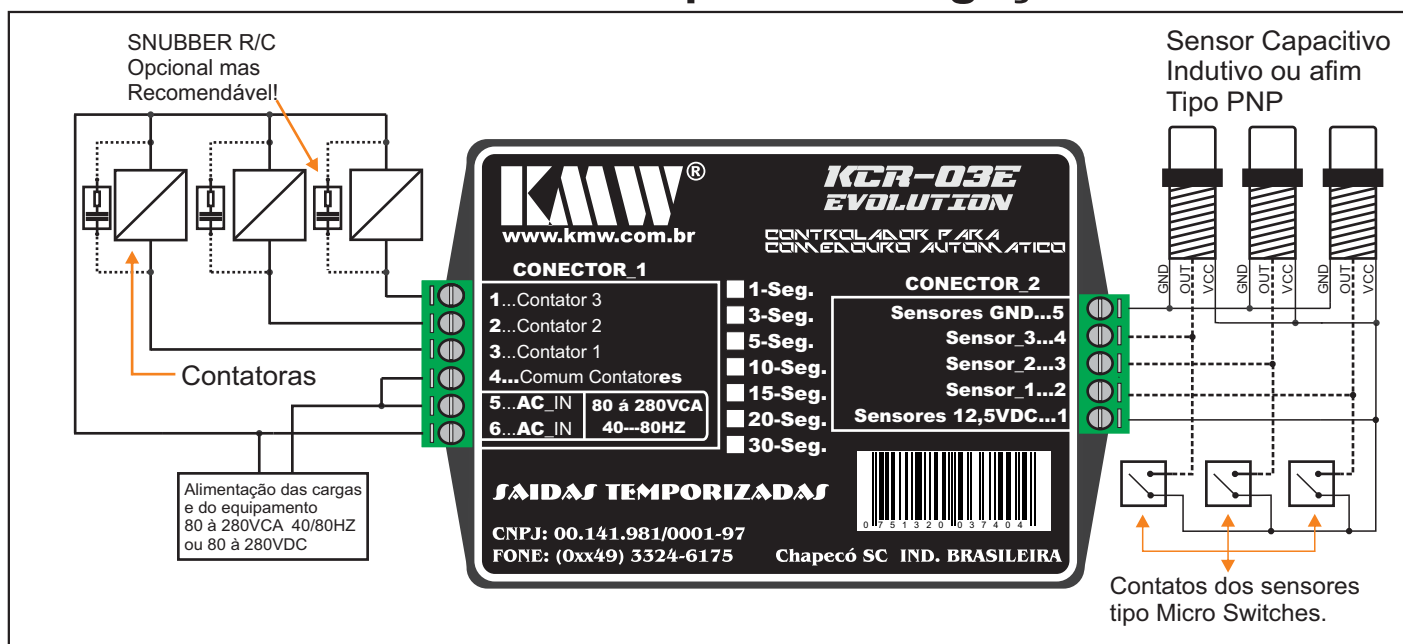 SNUBBER R/C
Opcional mas
Recomendável!
Sensor Capacitivo
Indutivo ou afim
Tipo PNP
KMW®
www.kmw.com.br
KCR-03E
EVOLUTION
CONTROLADOR PARA
COMEDOURO AUTOMATICO
CONECTOR_1
1...Contator 3
2...Contator 2
3...Contator 1
4...Comum Contatores
5...AC_IN
6...AC_IN
80 á 280VCA
40---80HZ
1-Seg.
3-Seg.
5-Seg.
10-Seg.
15-Seg.
20-Seg.
30-Seg.
CONECTOR_2
Sensores GND...5
Sensor_3...4
Sensor_2...3
Sensor_1...2
Sensores 12,5VDC...1
GND OUT VCC
GND OUT VCC
GND OUT VCC
Contatoras
Alimentação das cargas
e do equipamento
80 à 280VCA 40/80HZ
ou 80 à 280VDC
SAIDAS TEMPORIZADAS
0 751320 037404
CNPJ: 00.141.981/0001-97
FONE: (0xx49) 3324-6175
Chapecó SC IND. BRASILEIRA
Contatos dos sensores
tipo Micro Switches.